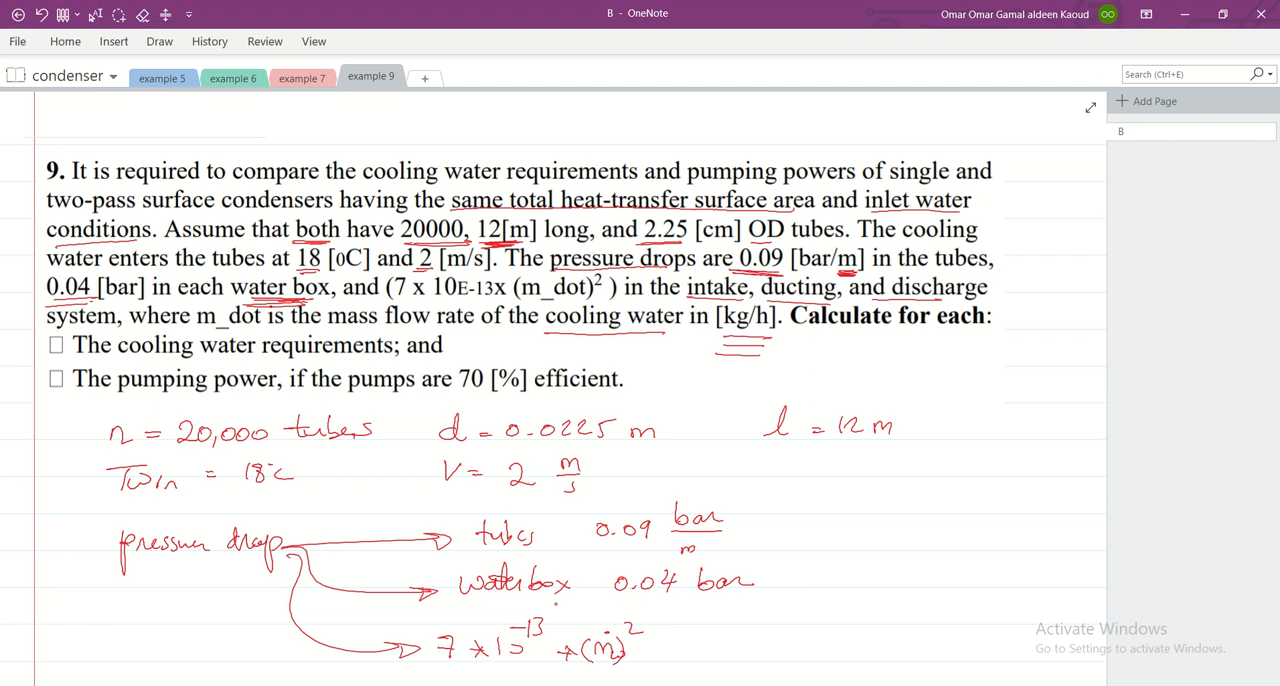 B - OneNote
Omar Omar Gamal aldeen Kaoud OO
File Home Insert Draw History Review View
condenser example 5 example 6 example 7 example 9 +
Search (Ctrl+E)
Add Page
B
9. It is required to compare the cooling water requirements and pumping powers of single and
two-pass surface condensers having the same total heat-transfer surface area and inlet water
conditions. Assume that both have 20000, 12[m] long, and 2.25 [cm] OD tubes. The cooling
water enters the tubes at 18 [0C] and 2 [m/s]. The pressure drops are 0.09 [bar/m] in the tubes,
0.04 [bar] in each water box, and (7 x 10E-13x (m_dot)² ) in the intake, ducting, and discharge
system, where m_dot is the mass flow rate of the cooling water in [kg/h]. Calculate for each:
□ The cooling water requirements; and
□ The pumping power, if the pumps are 70 [%] efficient.
n = 20,000 tubes d = 0.0225 m l = 12 m
Twin = 18°C V = 2 m/s
pressure drop tubes 0.09 bar/m
waterbox 0.04 bar
7 * 10⁻¹³ * (ṁ)²
Activate Windows
Go to Settings to activate Windows.